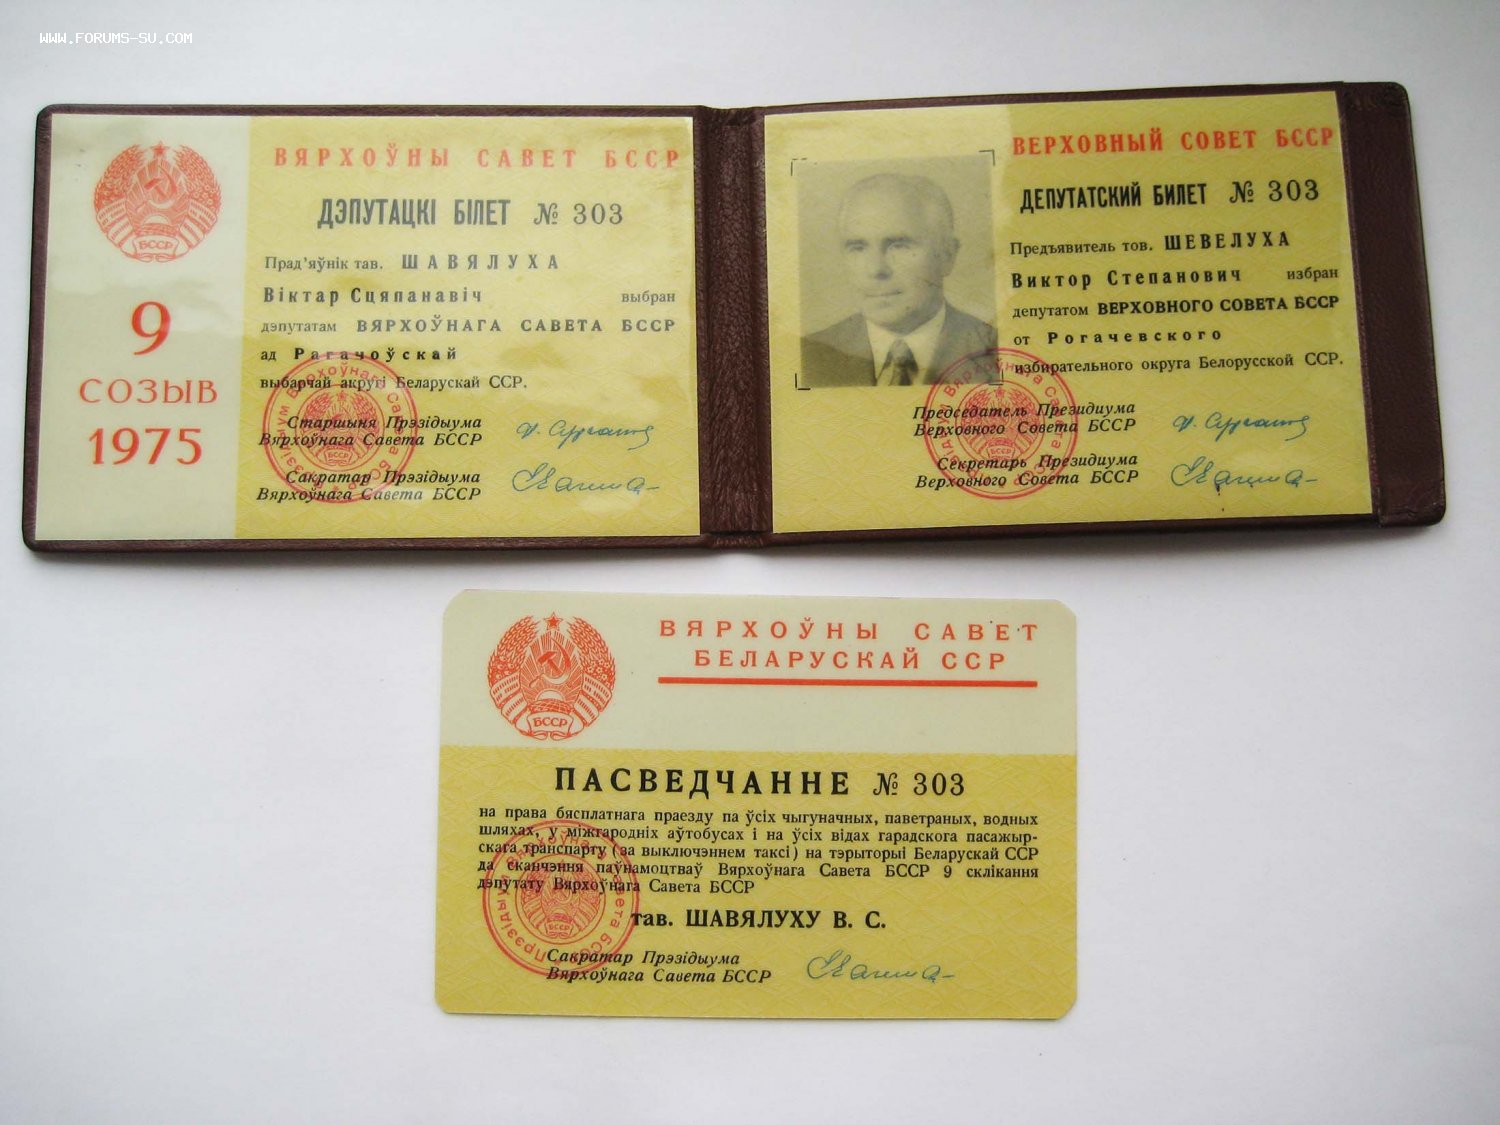 WWW.FORUMS-SU.COM
БССР
9
СОЗЫВ
1975
ВЯРХОЎНЫ САВЕТ БССР
ДЭПУТАЦКІ БІЛЕТ № 303
Прад’яўнік тав. ШАВЯЛУХА
Віктар Сцяпанавіч выбран
дэпутатам ВЯРХОЎНАГА САВЕТА БССР
ад Рагачоўскай
выбарчай акругі Беларускай ССР.
Старшыня Прэзідыума
Вярхоўнага Савета БССР
Сакратар Прэзідыума
Вярхоўнага Савета БССР
ВЕРХОВНЫЙ СОВЕТ БССР
ДЕПУТАТСКИЙ БИЛЕТ № 303
Предъявитель тов. ШЕВЕЛУХА
Виктор Степанович избран
депутатом ВЕРХОВНОГО СОВЕТА БССР
от Рогачевского
избирательного округа Белорусской ССР.
Председатель Президиума
Верховного Совета БССР
Секретарь Президиума
Верховного Совета БССР
БССР
ВЯРХОЎНЫ САВЕТ
БЕЛАРУСКАЙ ССР
ПАСВЕДЧАННЕ № 303
на права бясплатнага праезду па ўсіх чыгуначных, паветраных, водных
шляхах, у міжгародніх аўтобусах і на ўсіх відах гарадскога пасажыр-
скага транспарту (за выключэннем таксі) на тэрыторыі Беларускай ССР
да сканчэння паўнамоцтваў Вярхоўнага Савета БССР 9 склікання
дэпутату Вярхоўнага Савета БССР
тав. ШАВЯЛУХУ В. С.
Сакратар Прэзідыума
Вярхоўнага Савета БССР